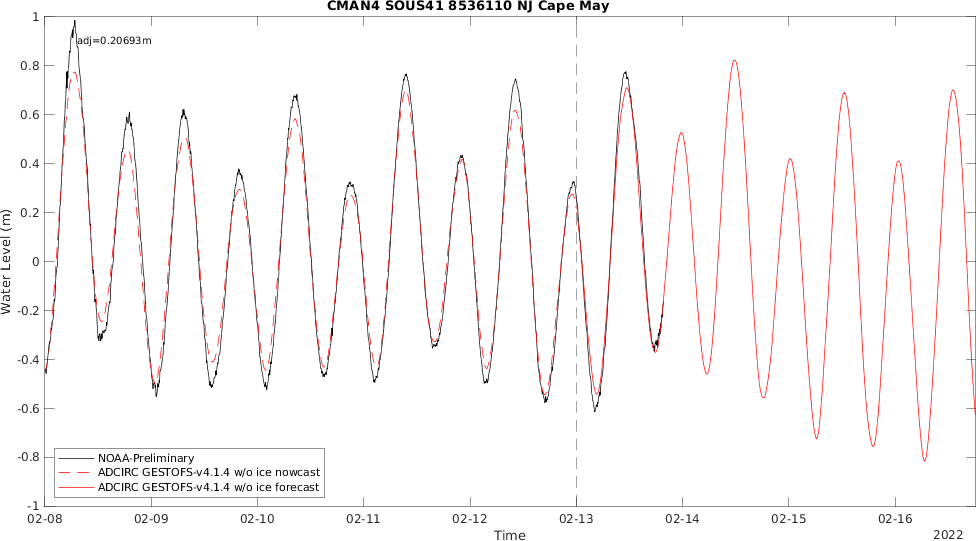 CMAN4 SOUS41 8536110 NJ Cape May
adj=0.20693m
Water Level (m)
1
0.8
0.6
0.4
0.2
0
-0.2
-0.4
-0.6
-0.8
-1
NOAA-Preliminary
ADCIRC GESTOFS-v4.1.4 w/o ice nowcast
ADCIRC GESTOFS-v4.1.4 w/o ice forecast
02-08 02-09 02-10 02-11 02-12 02-13 02-14 02-15 02-16
Time
2022